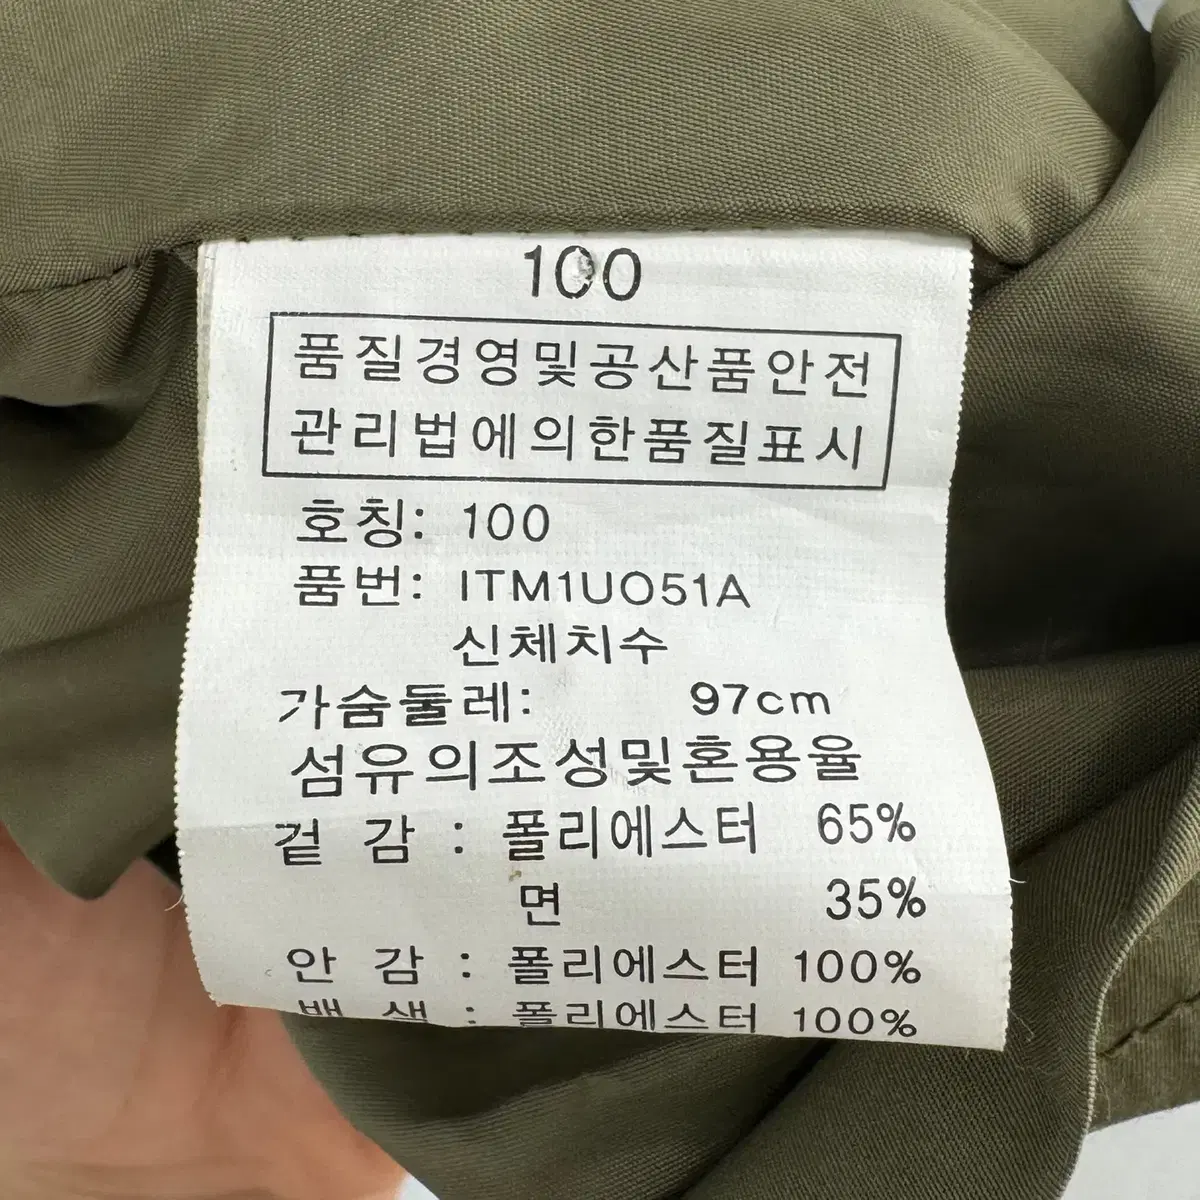 100
품질경영및공산품안전
관리법에의한품질표시
호칭: 100
품번: ITM1UO51A
신체치수
가슴둘레: 97cm
섬유의조성및혼용율
겉 감 : 폴리에스터 65%
면 35%
안 감 : 폴리에스터 100%
배 색 : 폴리에스터 100%